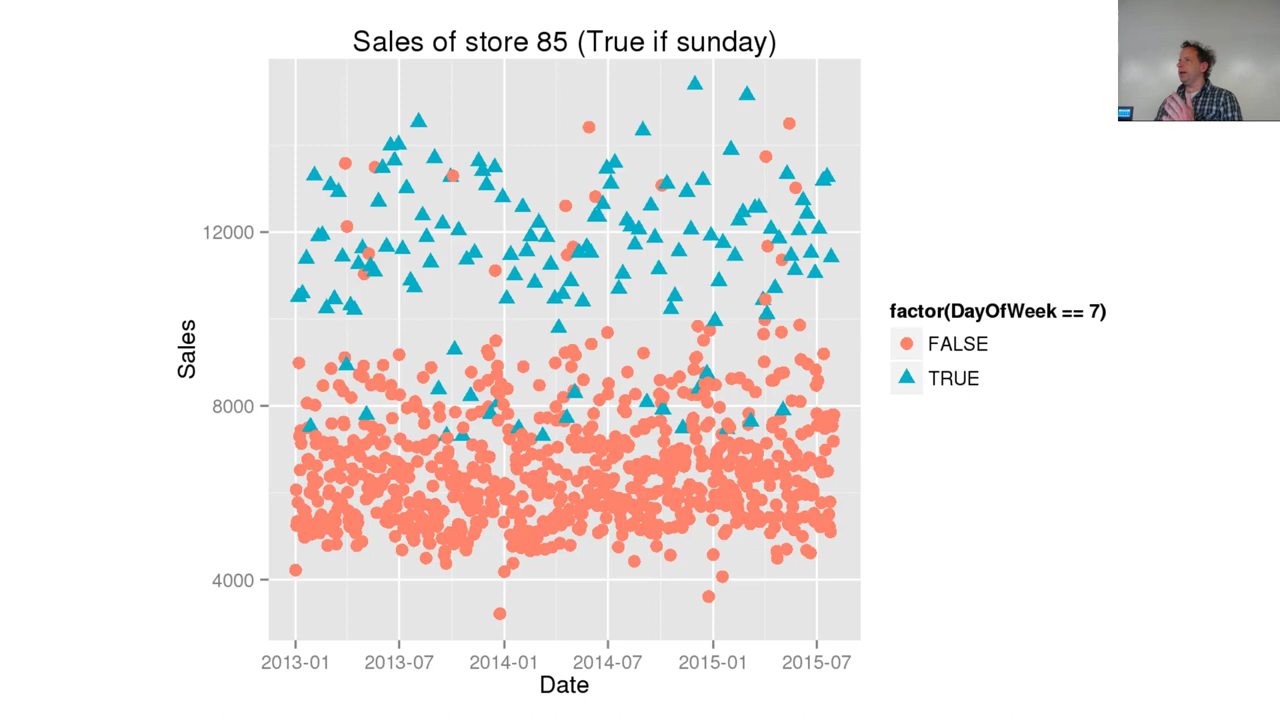 Sales of store 85 (True if sunday)
Sales
12000
8000
4000
2013-01 2013-07 2014-01 2014-07 2015-01 2015-07
Date
factor(DayOfWeek == 7)
FALSE
TRUE